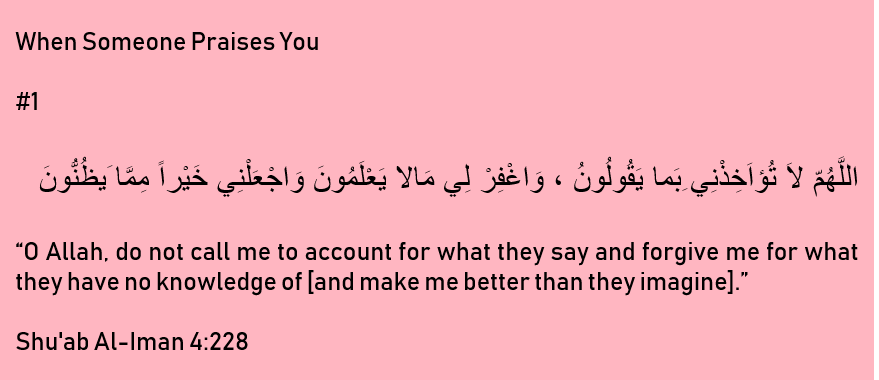 When Someone Praises You
#1
اللَّهُمّ لاَ تُؤاَخِذْنِي ِبَما يَقُولُونُ ، وَاغْفِرْ لِي مَالا يَعْلَمُونَ وَاجْعَلْنِي خَيْراً مِمَّا َيظُنُّونَ
“O Allah, do not call me to account for what they say and forgive me for what
they have no knowledge of [and make me better than they imagine].”
Shu'ab Al-Iman 4:228